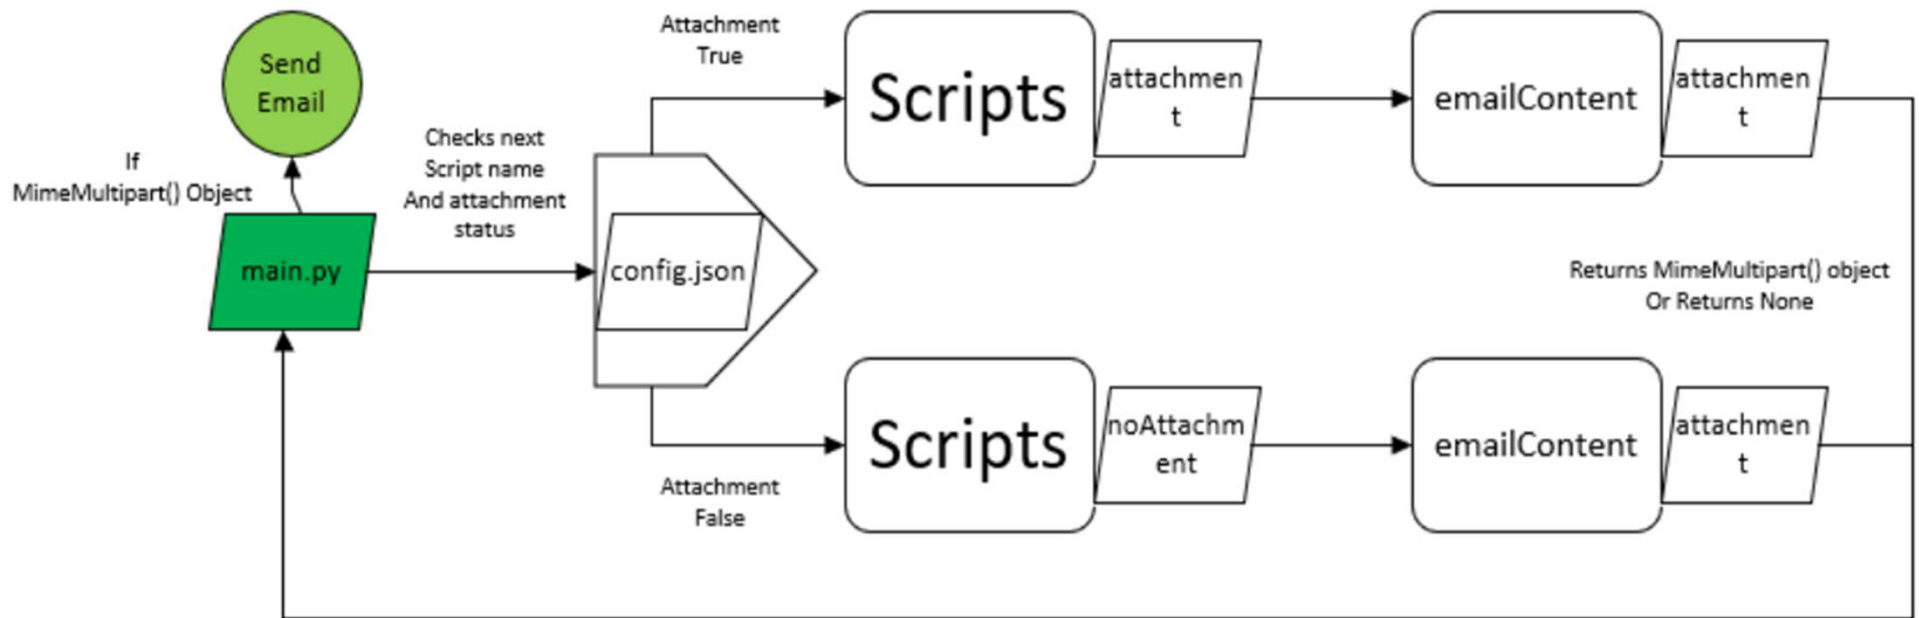 Send
Email
If
MimeMultipart() Object
main.py
Checks next
Script name
And attachment
status
config.json
Attachment
True
Scripts
attachmen
t
emailContent
attachmen
t
Returns MimeMultipart() object
Or Returns None
Attachment
False
Scripts
noAttachm
ent
emailContent
attachmen
t